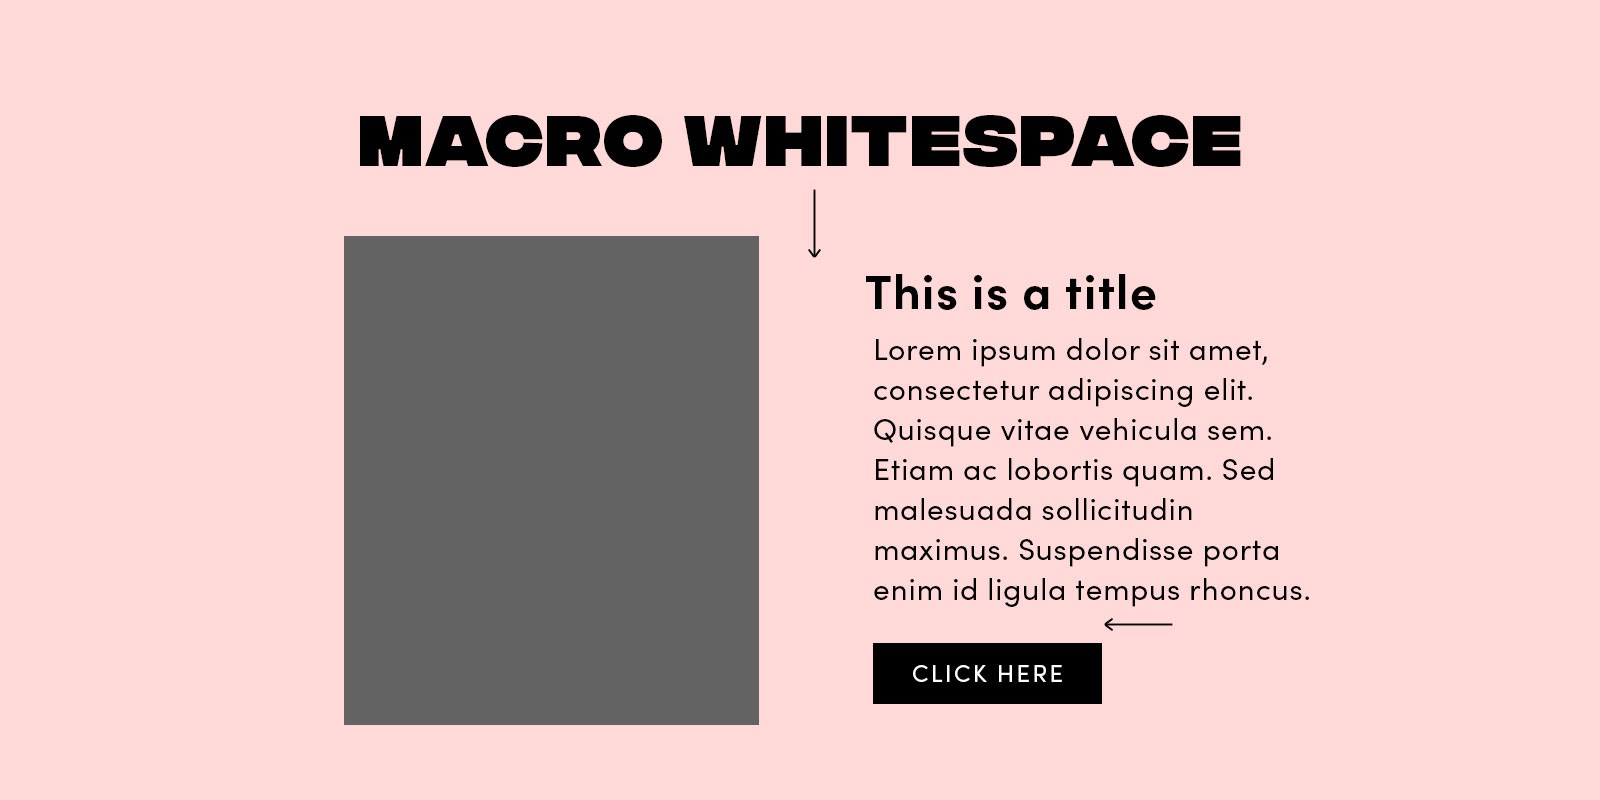 MACRO WHITESPACE
This is a title
Lorem ipsum dolor sit amet,
consectetur adipiscing elit.
Quisque vitae vehicula sem.
Etiam ac lobortis quam. Sed
malesuada sollicitudin
maximus. Suspendisse porta
enim id ligula tempus rhoncus.
CLICK HERE